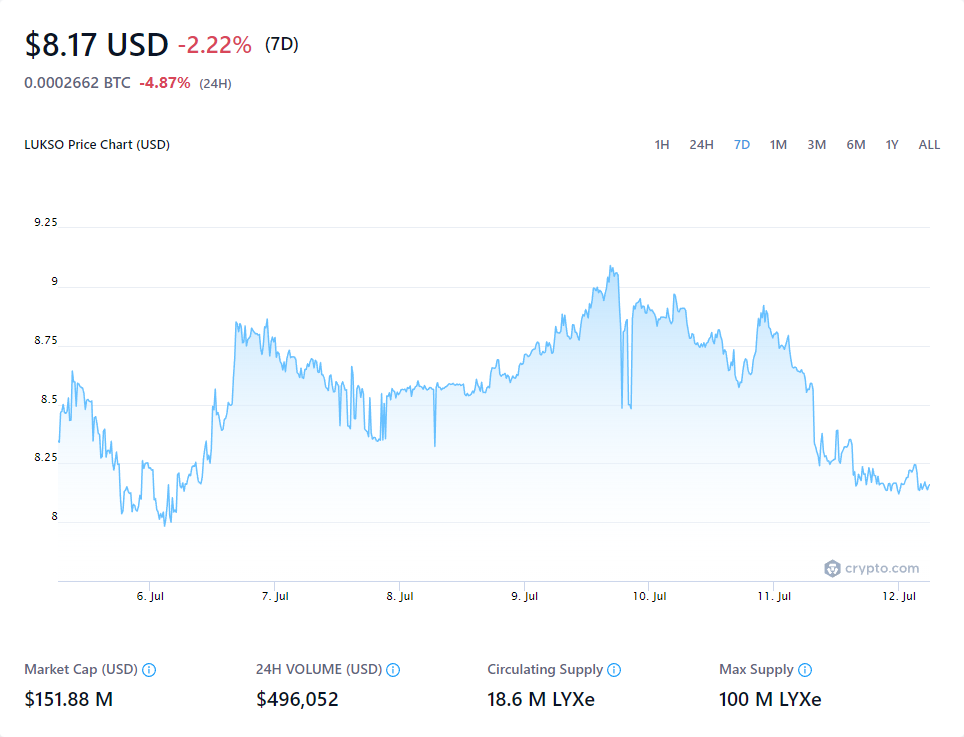 $8.17 USD -2.22% (7D)
0.0002662 BTC -4.87% (24H)
LUKSO Price Chart (USD) 1H 24H 7D 1M 3M 6M 1Y ALL
9.25
9
8.75
8.5
8.25
8
crypto.com
6. Jul 7. Jul 8. Jul 9. Jul 10. Jul 11. Jul 12. Jul
Market Cap (USD) 24H VOLUME (USD) Circulating Supply Max Supply
$151.88 M $496,052 18.6 M LYXe 100 M LYXe